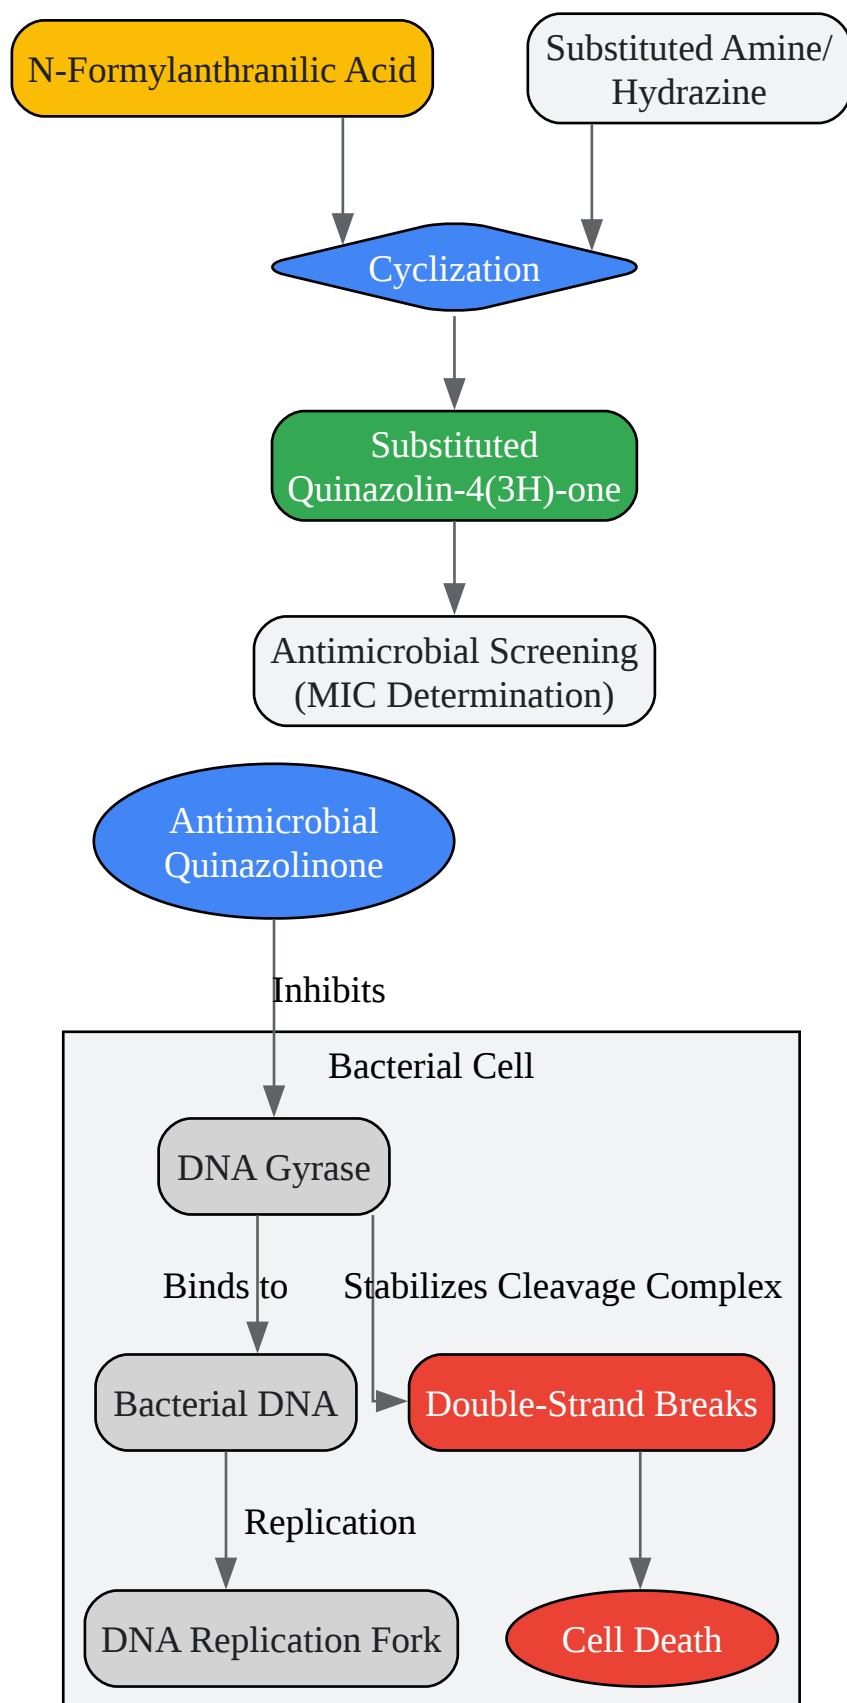 N-Formylanthranilic Acid
Substituted Amine/
Hydrazine
Cyclization
Substituted
Quinazolin-4(3H)-one
Antimicrobial Screening
(MIC Determination)
Antimicrobial
Quinazolinone
Inhibits
Bacterial Cell
DNA Gyrase
Binds to
Stabilizes Cleavage Complex
Bacterial DNA
Double-Strand Breaks
Replication
DNA Replication Fork
Cell Death